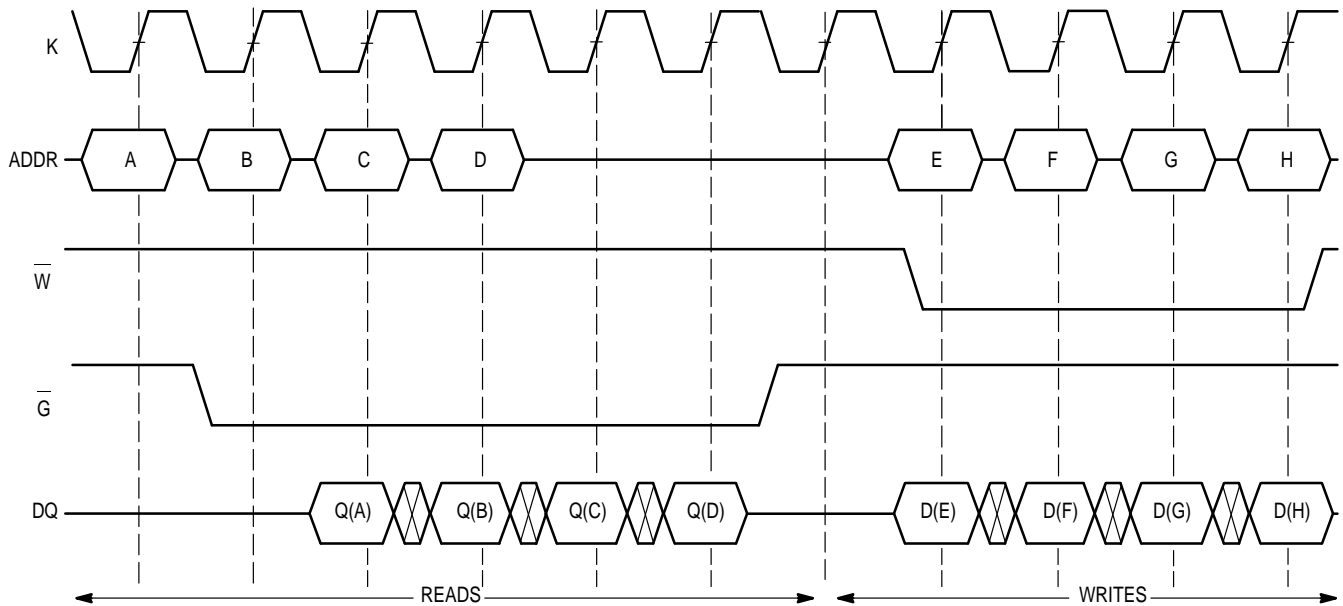 K
ADDR A B C D E F G H
W̅
G̅
DQ Q(A) Q(B) Q(C) Q(D) D(E) D(F) D(G) D(H)
READS WRITES